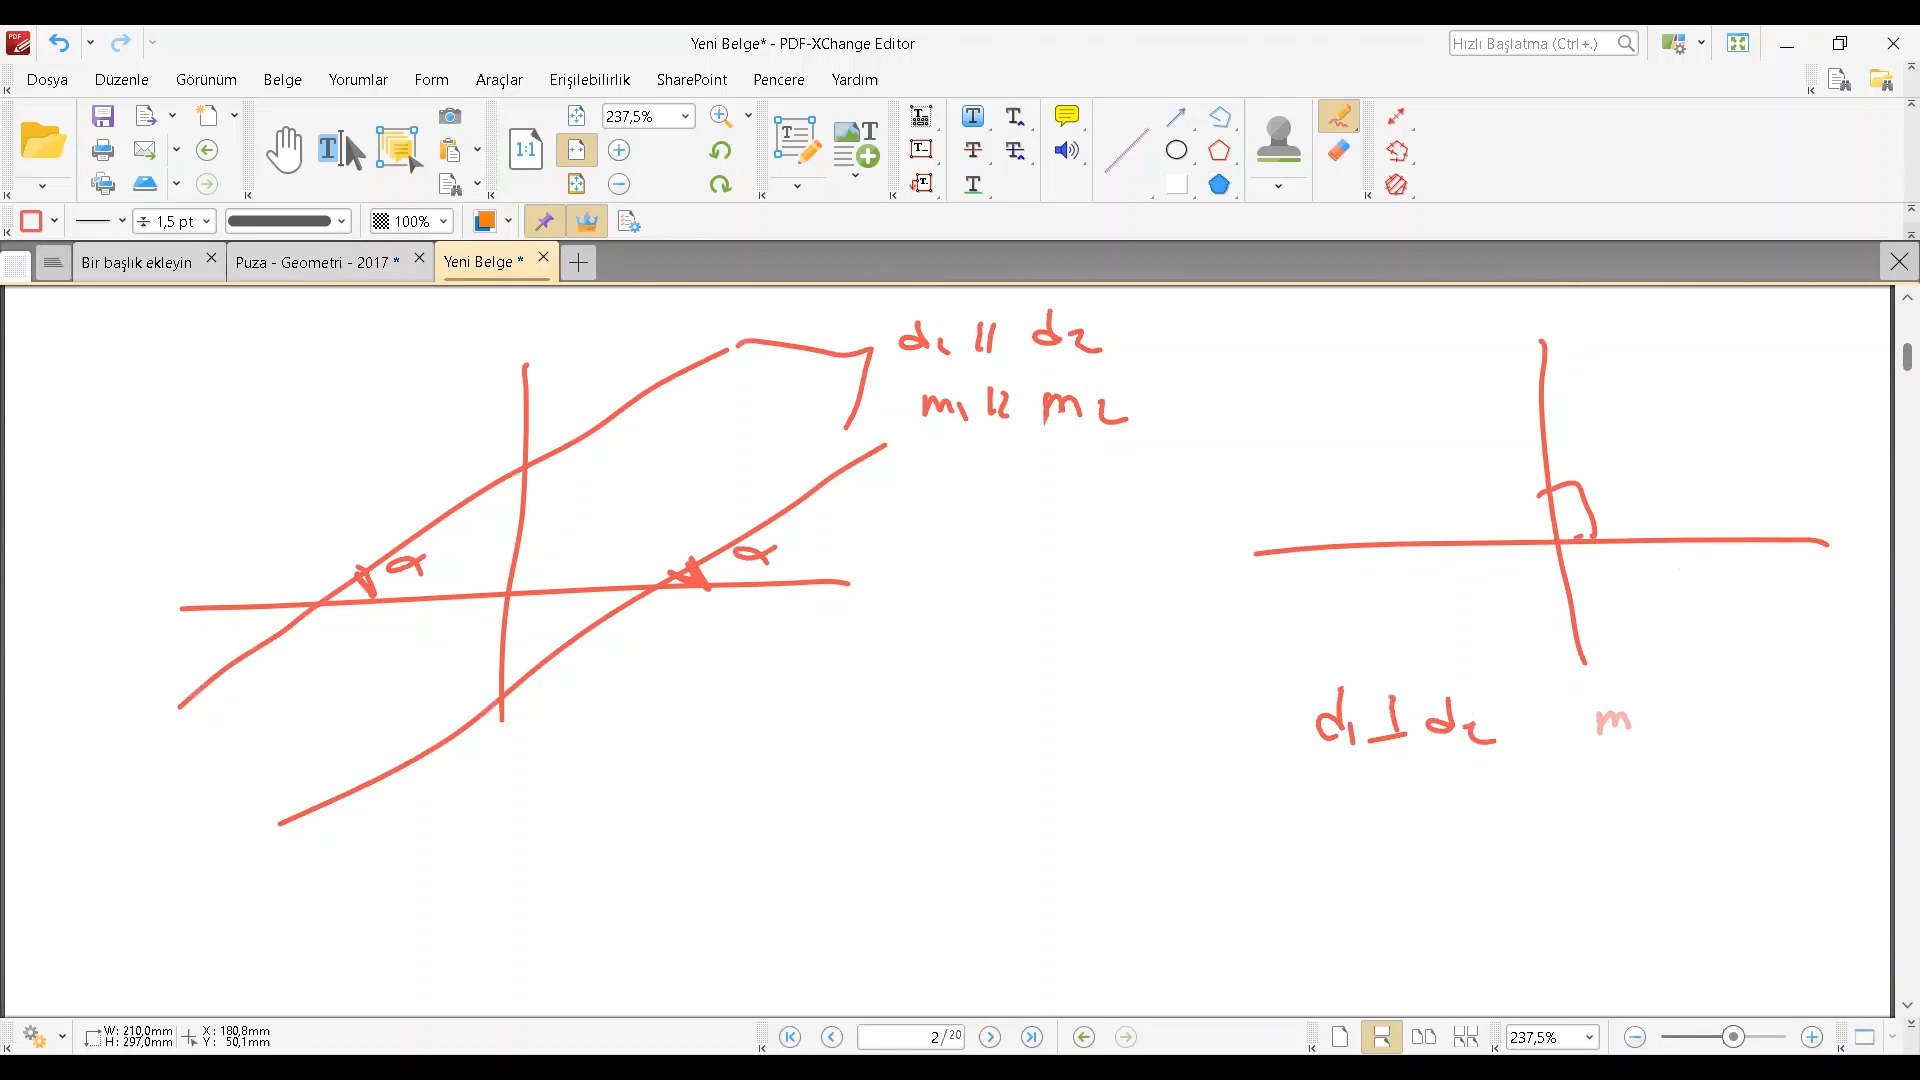 Yeni Belge* - PDF-XChange Editor
Hızlı Başlatma (Ctrl+.)
Dosya Düzenle Görünüm Belge Yorumlar Form Araçlar Erişilebilirlik SharePoint Pencere Yardım
237,5%
1:1
1,5 pt
100%
Bir başlık ekleyin
Puza - Geometri - 2017 *
Yeni Belge *
d₁ // d₂
m₁ // m₂
α
α
d₁ ⊥ d₂ m
W: 210,0mm
H: 297,0mm
X: 180,8mm
Y: 50,1mm
2/20
237,5%